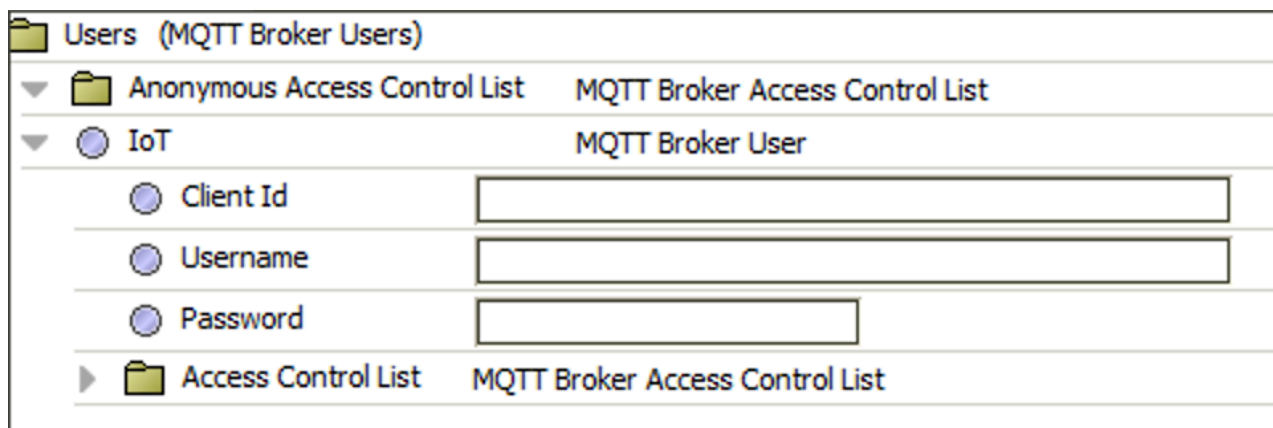 Users (MQTT Broker Users)
Anonymous Access Control List MQTT Broker Access Control List
IoT MQTT Broker User
Client Id
Username
Password
Access Control List MQTT Broker Access Control List